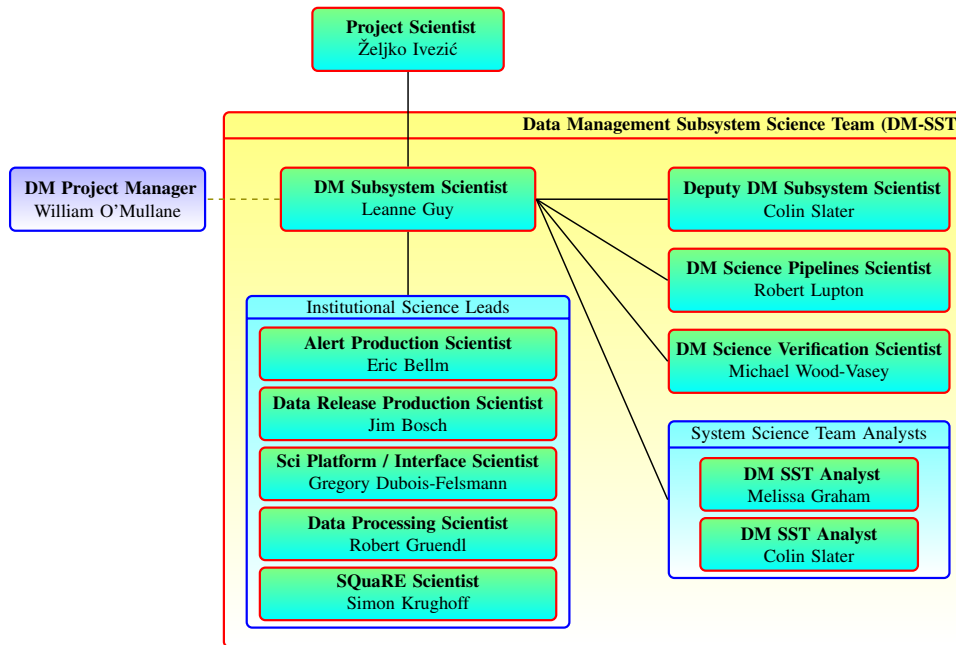 Project Scientist
Željko Ivezić
Data Management Subsystem Science Team (DM-SST
DM Project Manager
William O'Mullane
DM Subsystem Scientist
Leanne Guy
Deputy DM Subsystem Scientist
Colin Slater
DM Science Pipelines Scientist
Robert Lupton
DM Science Verification Scientist
Michael Wood-Vasey
Institutional Science Leads
Alert Production Scientist
Eric Bellm
Data Release Production Scientist
Jim Bosch
Sci Platform / Interface Scientist
Gregory Dubois-Felsmann
Data Processing Scientist
Robert Gruendl
SQuaRE Scientist
Simon Krughoff
System Science Team Analysts
DM SST Analyst
Melissa Graham
DM SST Analyst
Colin Slater